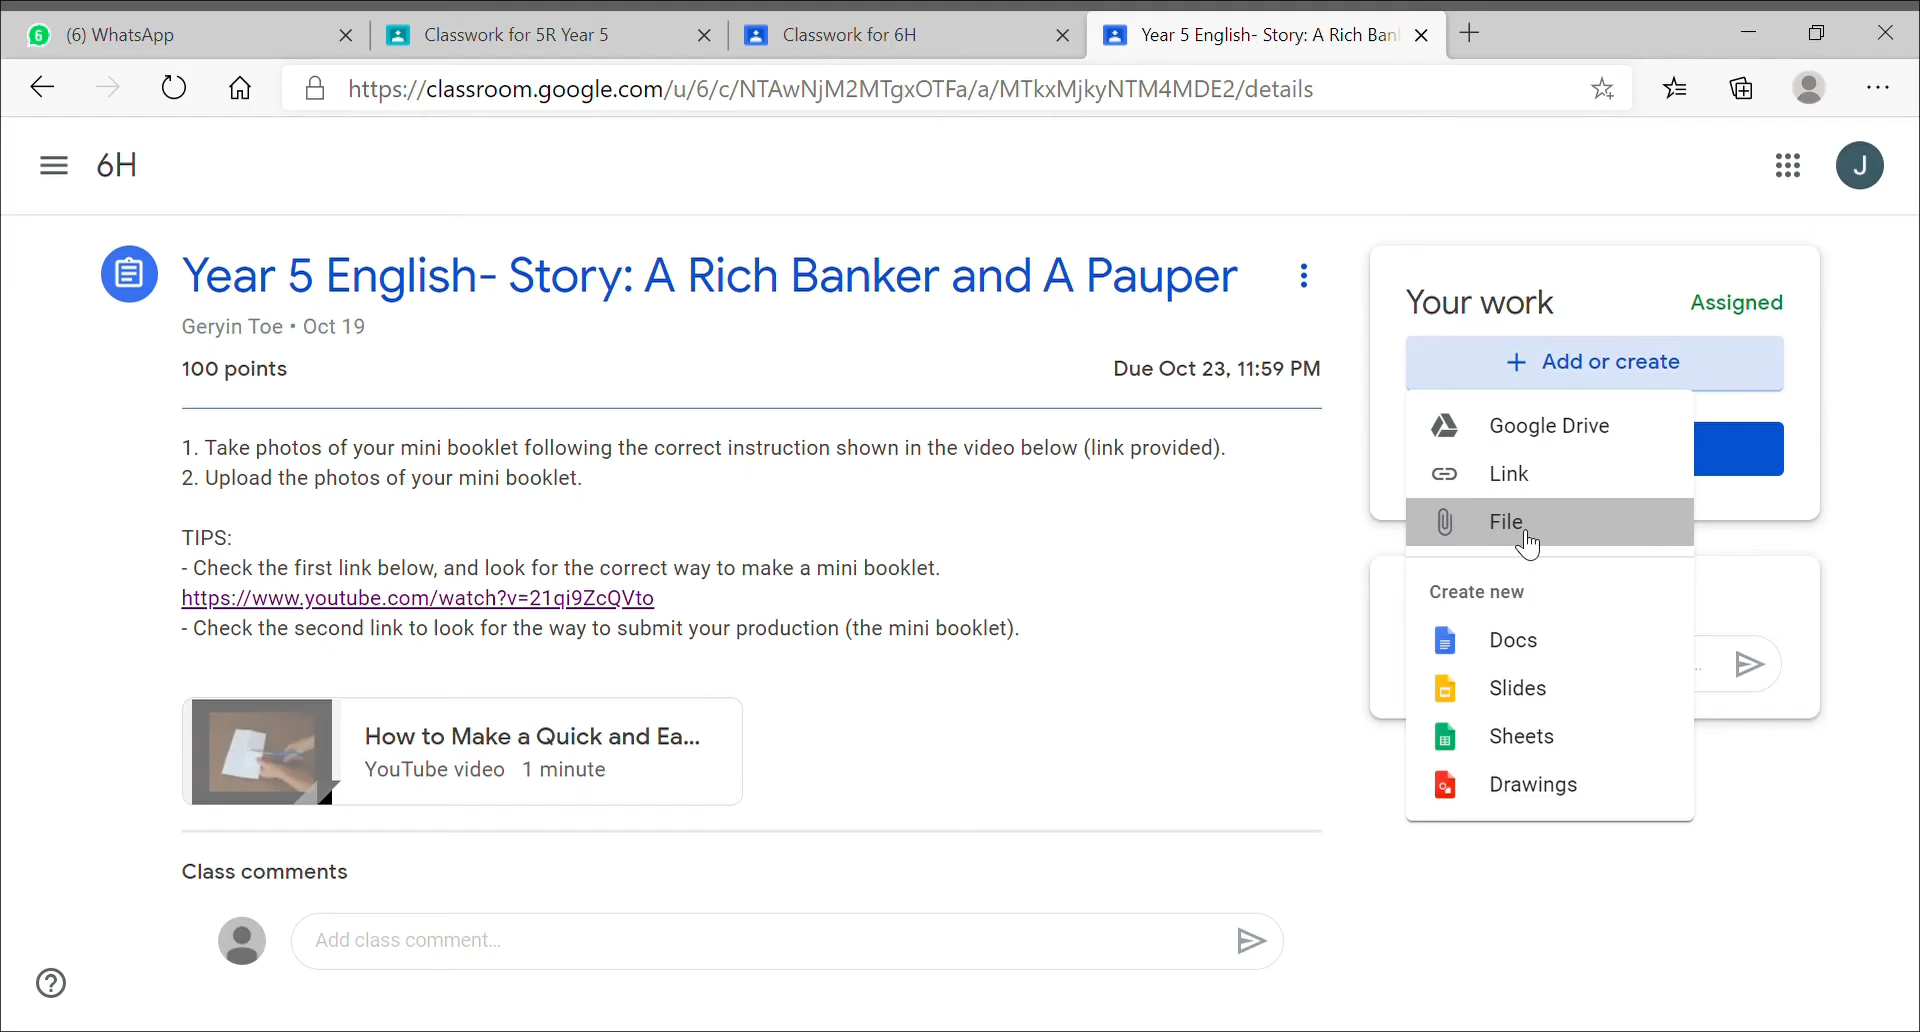 6
(6) WhatsApp
Classwork for 5R Year 5
Classwork for 6H
Year 5 English- Story: A Rich Ban
https://classroom.google.com/u/6/c/NTAwNjM2MTgxOTFa/a/MTkxMjkyNTM4MDE2/details
6H
J
Year 5 English- Story: A Rich Banker and A Pauper
Geryin Toe • Oct 19
100 points
Due Oct 23, 11:59 PM
1. Take photos of your mini booklet following the correct instruction shown in the video below (link provided).
2. Upload the photos of your mini booklet.
TIPS:
- Check the first link below, and look for the correct way to make a mini booklet.
https://www.youtube.com/watch?v=21qi9ZcQVto
- Check the second link to look for the way to submit your production (the mini booklet).
How to Make a Quick and Ea...
YouTube video 1 minute
Class comments
Add class comment...
Your work
Assigned
+ Add or create
Google Drive
Link
File
Create new
Docs
Slides
Sheets
Drawings